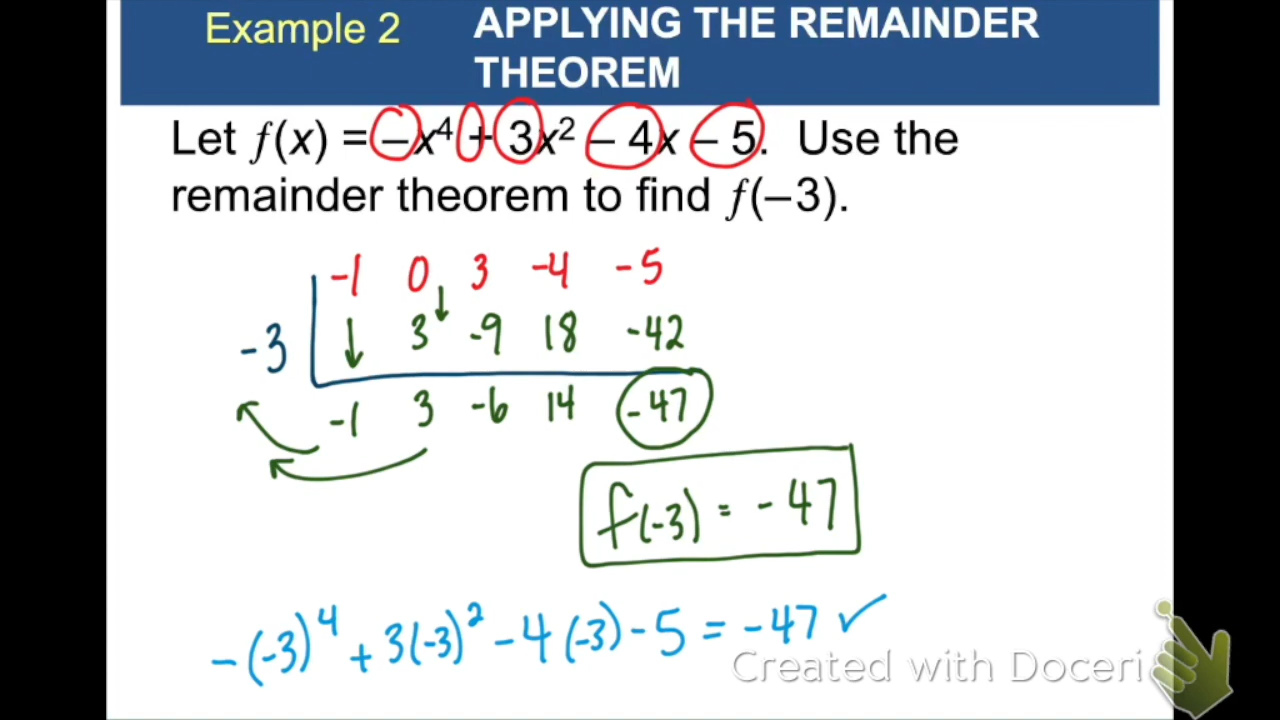 Example 2 APPLYING THE REMAINDER
THEOREM
Let f(x) = –x⁴ + 3x² – 4x – 5. Use the
remainder theorem to find f(–3).
-1 0 3 -4 -5
-3 3 -9 18 -42
-1 3 -6 14 -47
f(-3) = -47
-(-3)⁴ + 3(-3)² - 4(-3) - 5 = -47 ✓
Created with Doceri